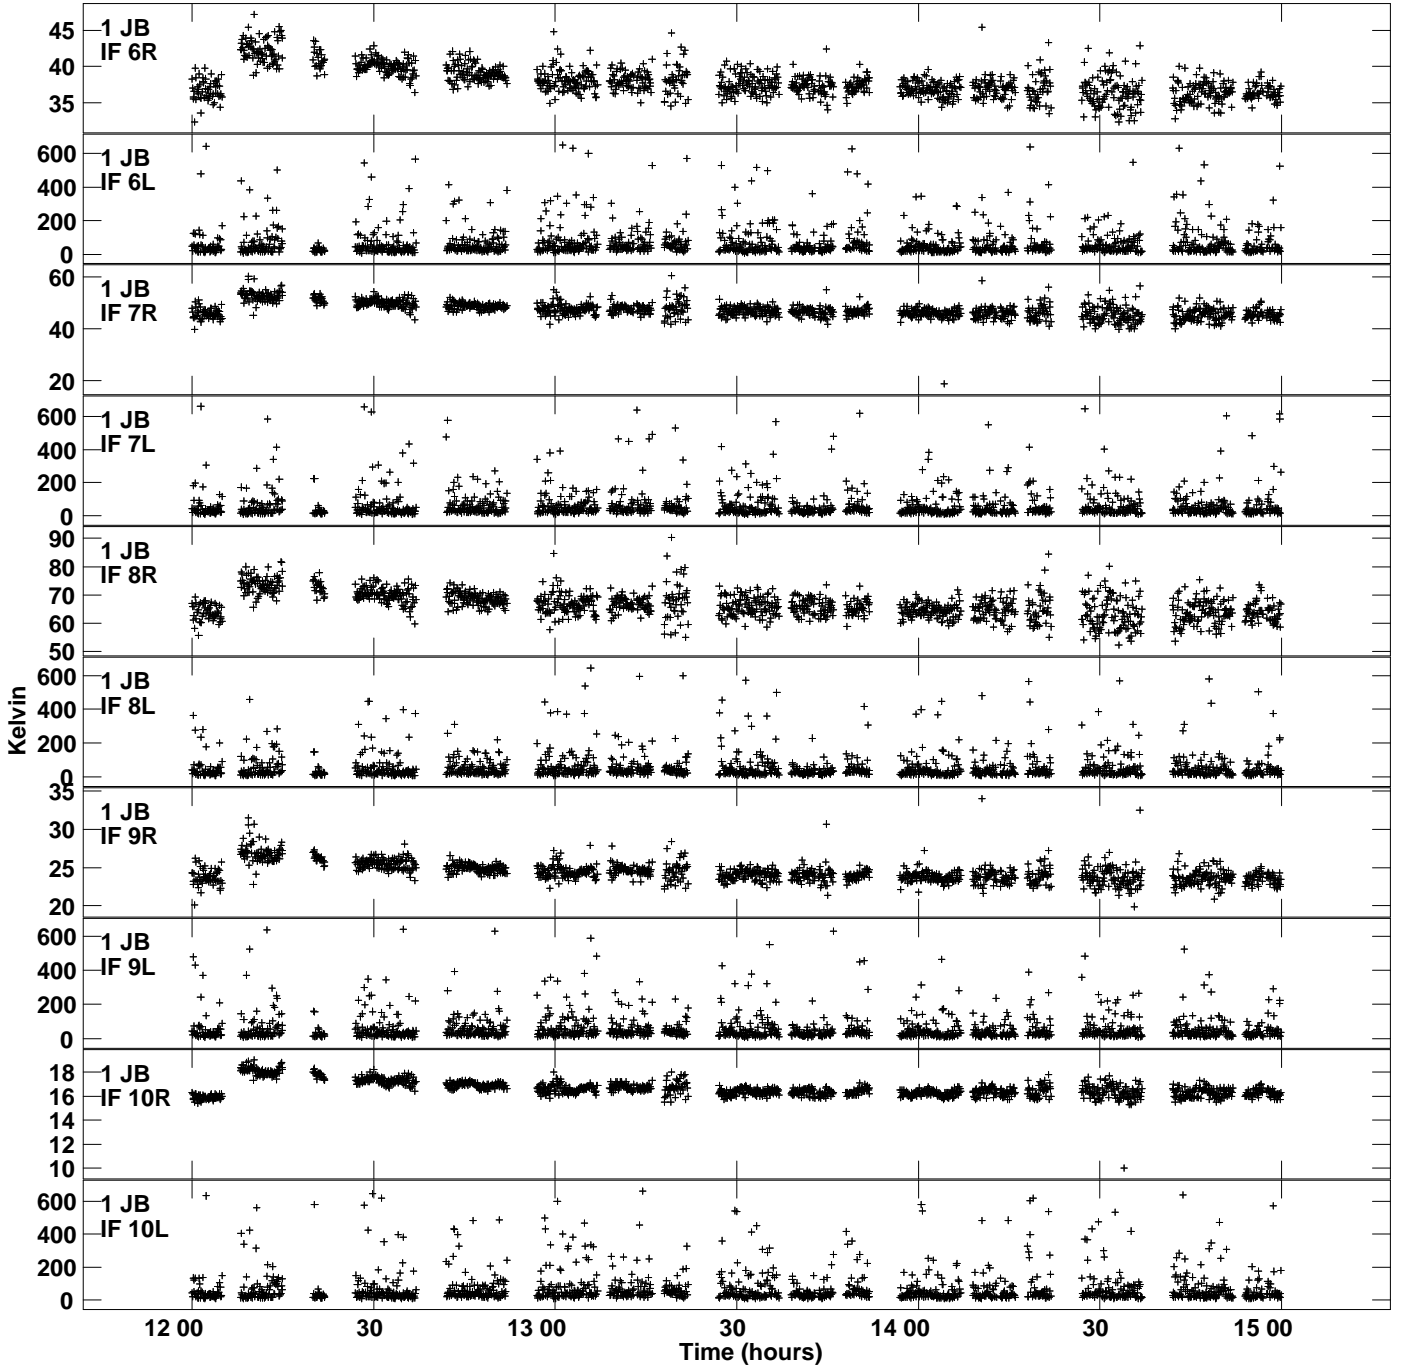 1 JB
IF 6R
45
40
35
1 JB
IF 6L
600
400
200
0
1 JB
IF 7R
60
40
20
1 JB
IF 7L
600
400
200
0
1 JB
IF 8R
90
80
70
60
50
1 JB
IF 8L
600
400
200
0
Kelvin
1 JB
IF 9R
35
30
25
20
1 JB
IF 9L
600
400
200
0
1 JB
IF 10R
18
16
14
12
10
1 JB
IF 10L
600
400
200
0
12 00 30 13 00 30 14 00 30 15 00
Time (hours)